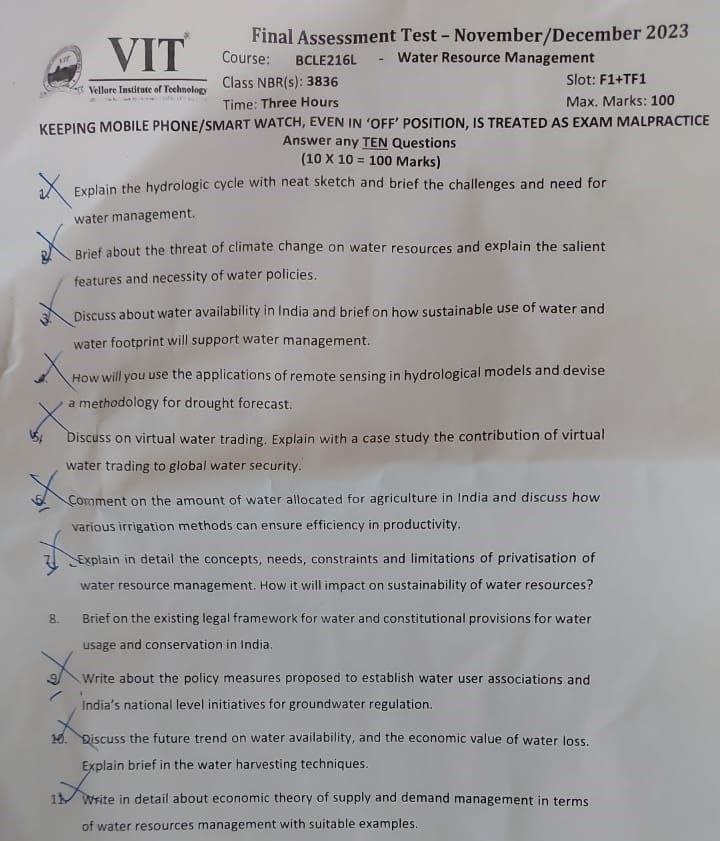 Final Assessment Test – November/December 2023
VIT
Vellore Institute of Technology
Course: BCLE216L - Water Resource Management
Class NBR(s): 3836 Slot: F1+TF1
Time: Three Hours Max. Marks: 100
KEEPING MOBILE PHONE/SMART WATCH, EVEN IN ‘OFF’ POSITION, IS TREATED AS EXAM MALPRACTICE
Answer any TEN Questions
(10 X 10 = 100 Marks)
1. Explain the hydrologic cycle with neat sketch and brief the challenges and need for
water management.
2. Brief about the threat of climate change on water resources and explain the salient
features and necessity of water policies.
3. Discuss about water availability in India and brief on how sustainable use of water and
water footprint will support water management.
How will you use the applications of remote sensing in hydrological models and devise
a methodology for drought forecast.
5. Discuss on virtual water trading. Explain with a case study the contribution of virtual
water trading to global water security.
6. Comment on the amount of water allocated for agriculture in India and discuss how
various irrigation methods can ensure efficiency in productivity.
7. Explain in detail the concepts, needs, constraints and limitations of privatisation of
water resource management. How it will impact on sustainability of water resources?
8. Brief on the existing legal framework for water and constitutional provisions for water
usage and conservation in India.
9. Write about the policy measures proposed to establish water user associations and
India’s national level initiatives for groundwater regulation.
10. Discuss the future trend on water availability, and the economic value of water loss.
Explain brief in the water harvesting techniques.
11. Write in detail about economic theory of supply and demand management in terms
of water resources management with suitable examples.